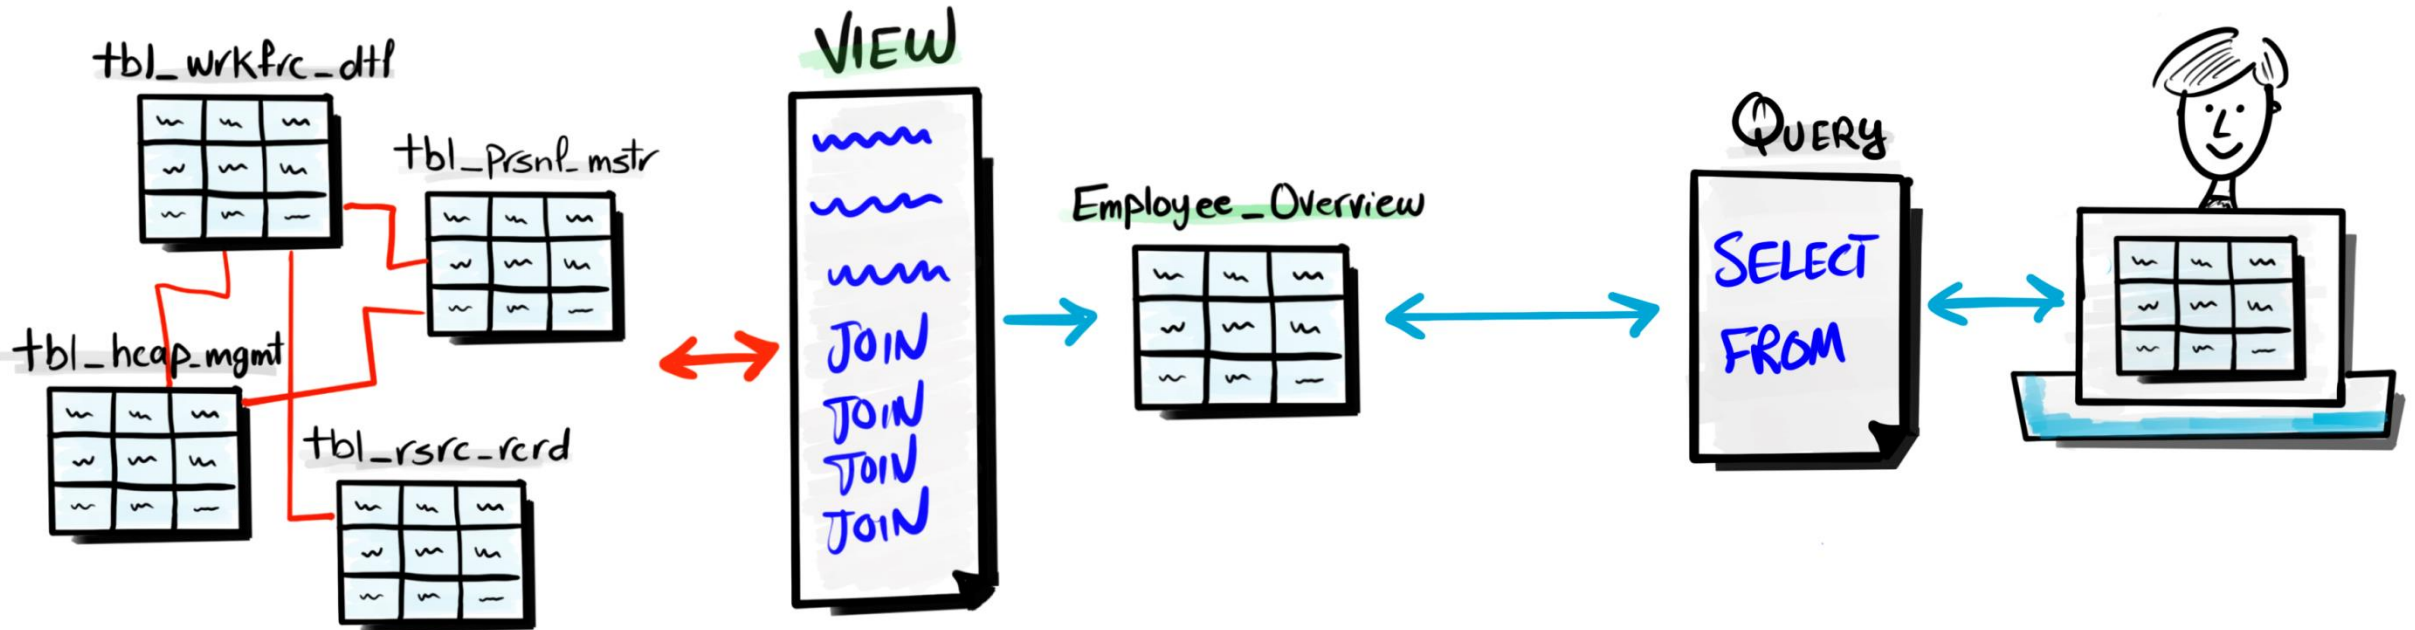 tbl_wrkfrc_dtl
tbl_prsnl_mstr
tbl_hcap_mgmt
tbl_rsrc_rcrd
VIEW
JOIN
JOIN
JOIN
JOIN
Employee_Overview
QUERY
SELECT
FROM